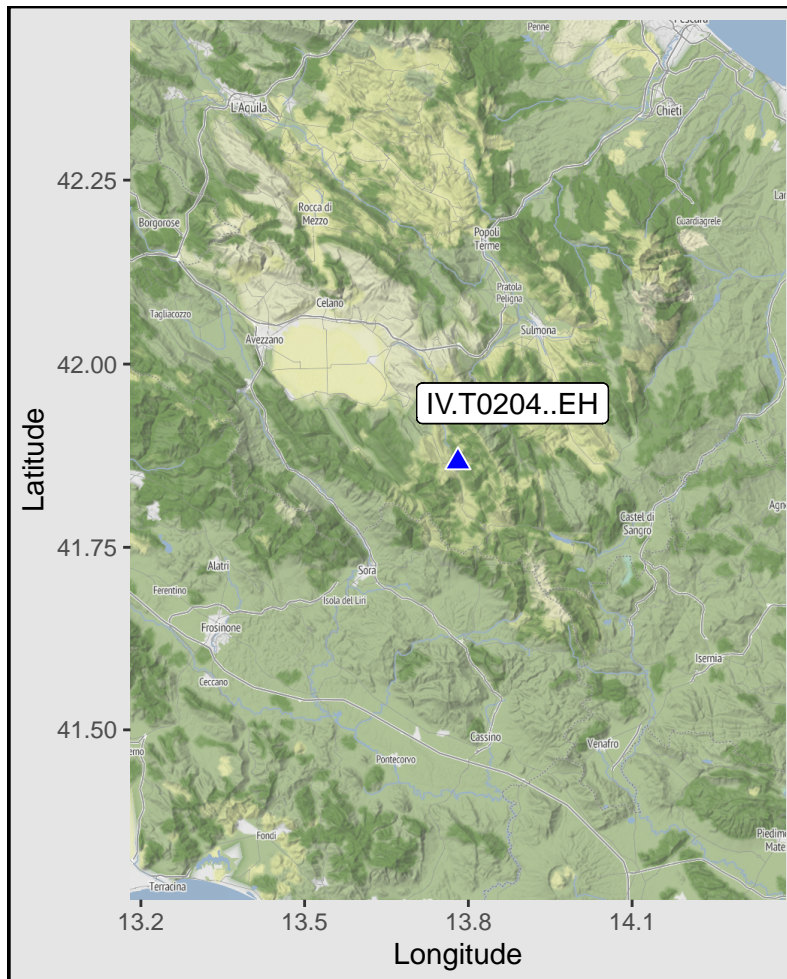 Pescara
Penne
L'Aquila
Chieti
42.25
Rocca di
Mezzo
Borgorose
Guardiagrele
Popoli
Terme
Pratola
Peligna
Celano
Tagliacozzo
Sulmona
Avezzano
42.00
IV.T0204..EH
Latitude
Castel di
Sangro
41.75
Alatri
Sora
Ferentino
Isola del Liri
Frosinone
Isernia
Ceccano
41.50
Cassino
Venafro
Pontecorvo
Fondi
Piedim
Mate
Terracina
13.2
13.5
13.8
14.1
Longitude